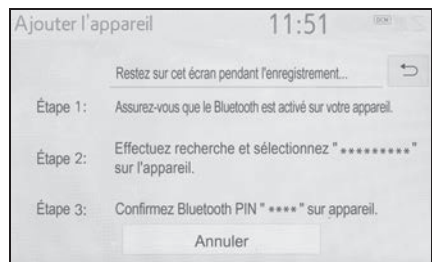 Ajouter l'appareil 11:51 DCM
Restez sur cet écran pendant l'enregistrement...
Étape 1: Assurez-vous que le Bluetooth est activé sur votre appareil.
Étape 2: Effectuez recherche et sélectionnez "*********"
sur l'appareil.
Étape 3: Confirmez Bluetooth PIN "****" sur appareil.
Annuler